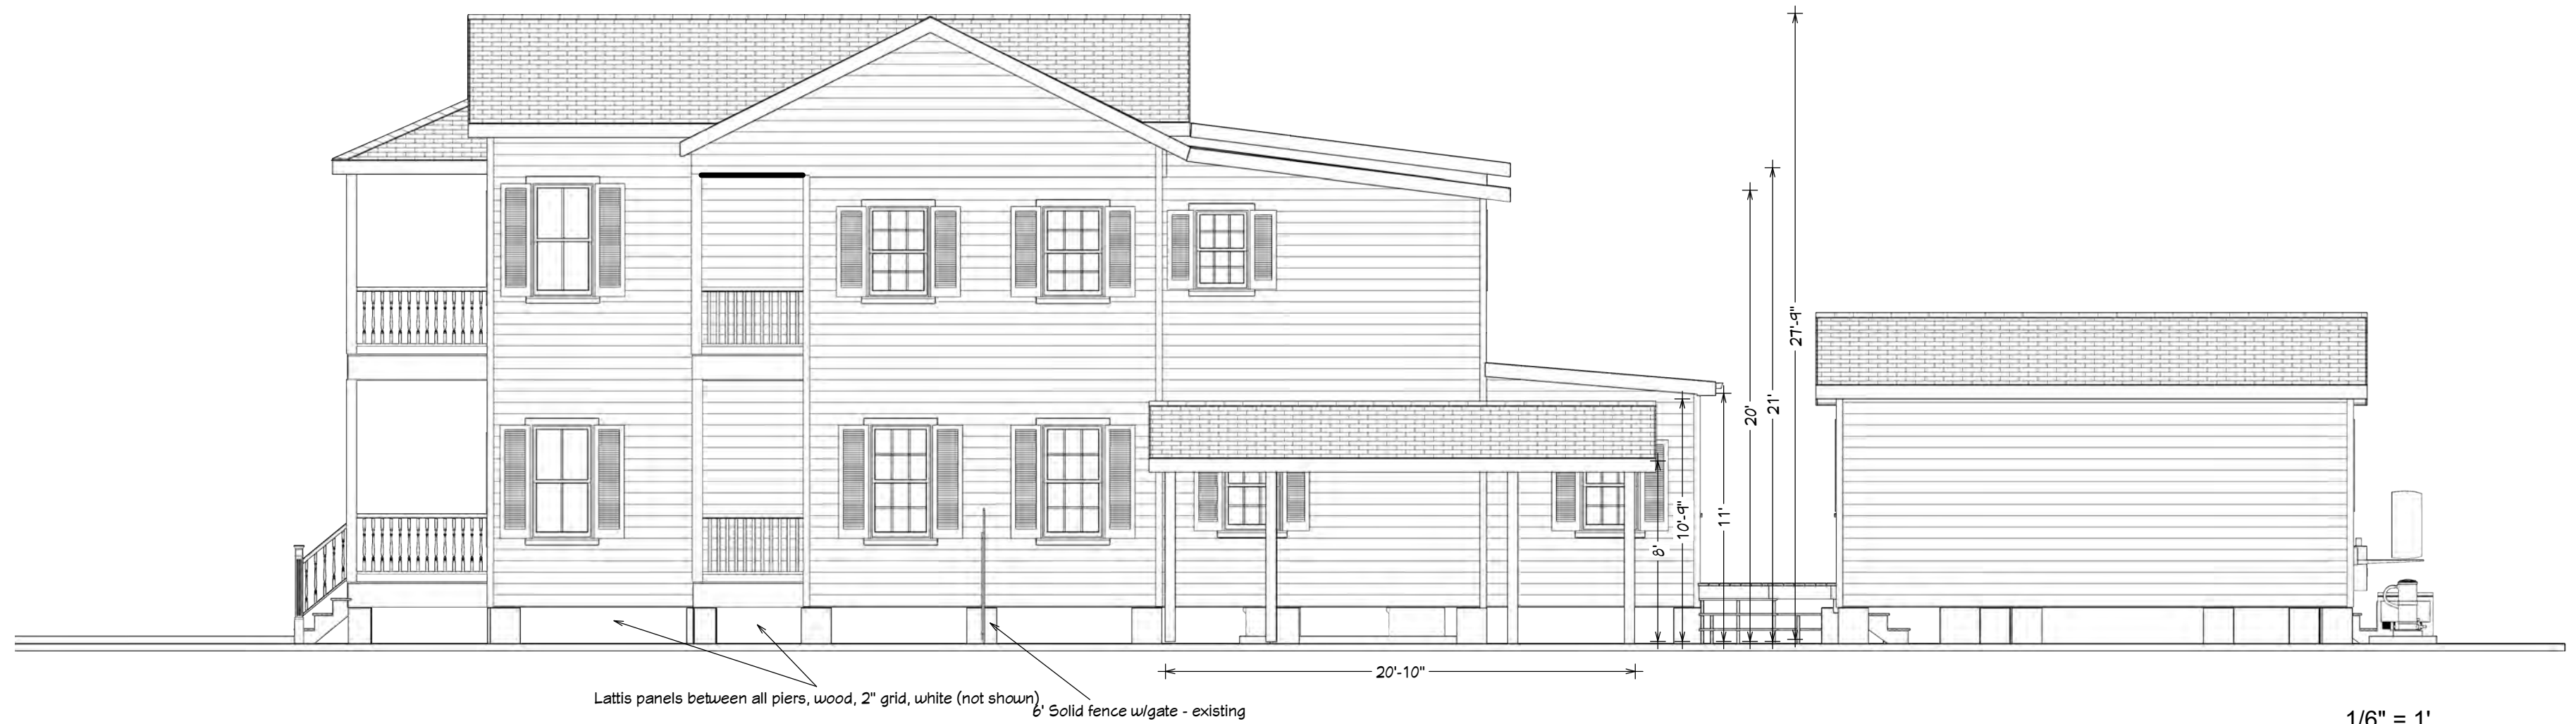 27'-9"
21'
20'
11'
10'-9"
8'
20'-10"
Lattis panels between all piers, wood, 2" grid, white (not shown)
6' Solid fence w/gate - existing
1/6" = 1'